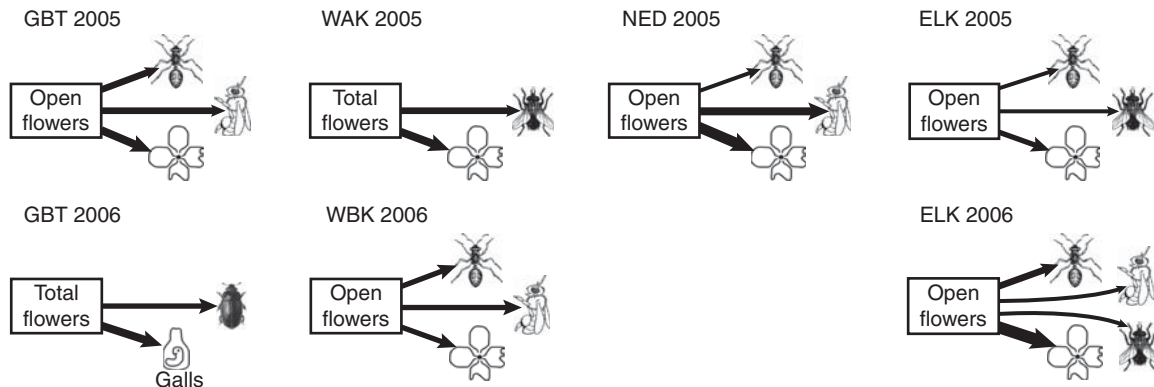 GBT 2005
Open
flowers
WAK 2005
Total
flowers
NED 2005
Open
flowers
ELK 2005
Open
flowers
GBT 2006
Total
flowers
Galls
WBK 2006
Open
flowers
ELK 2006
Open
flowers